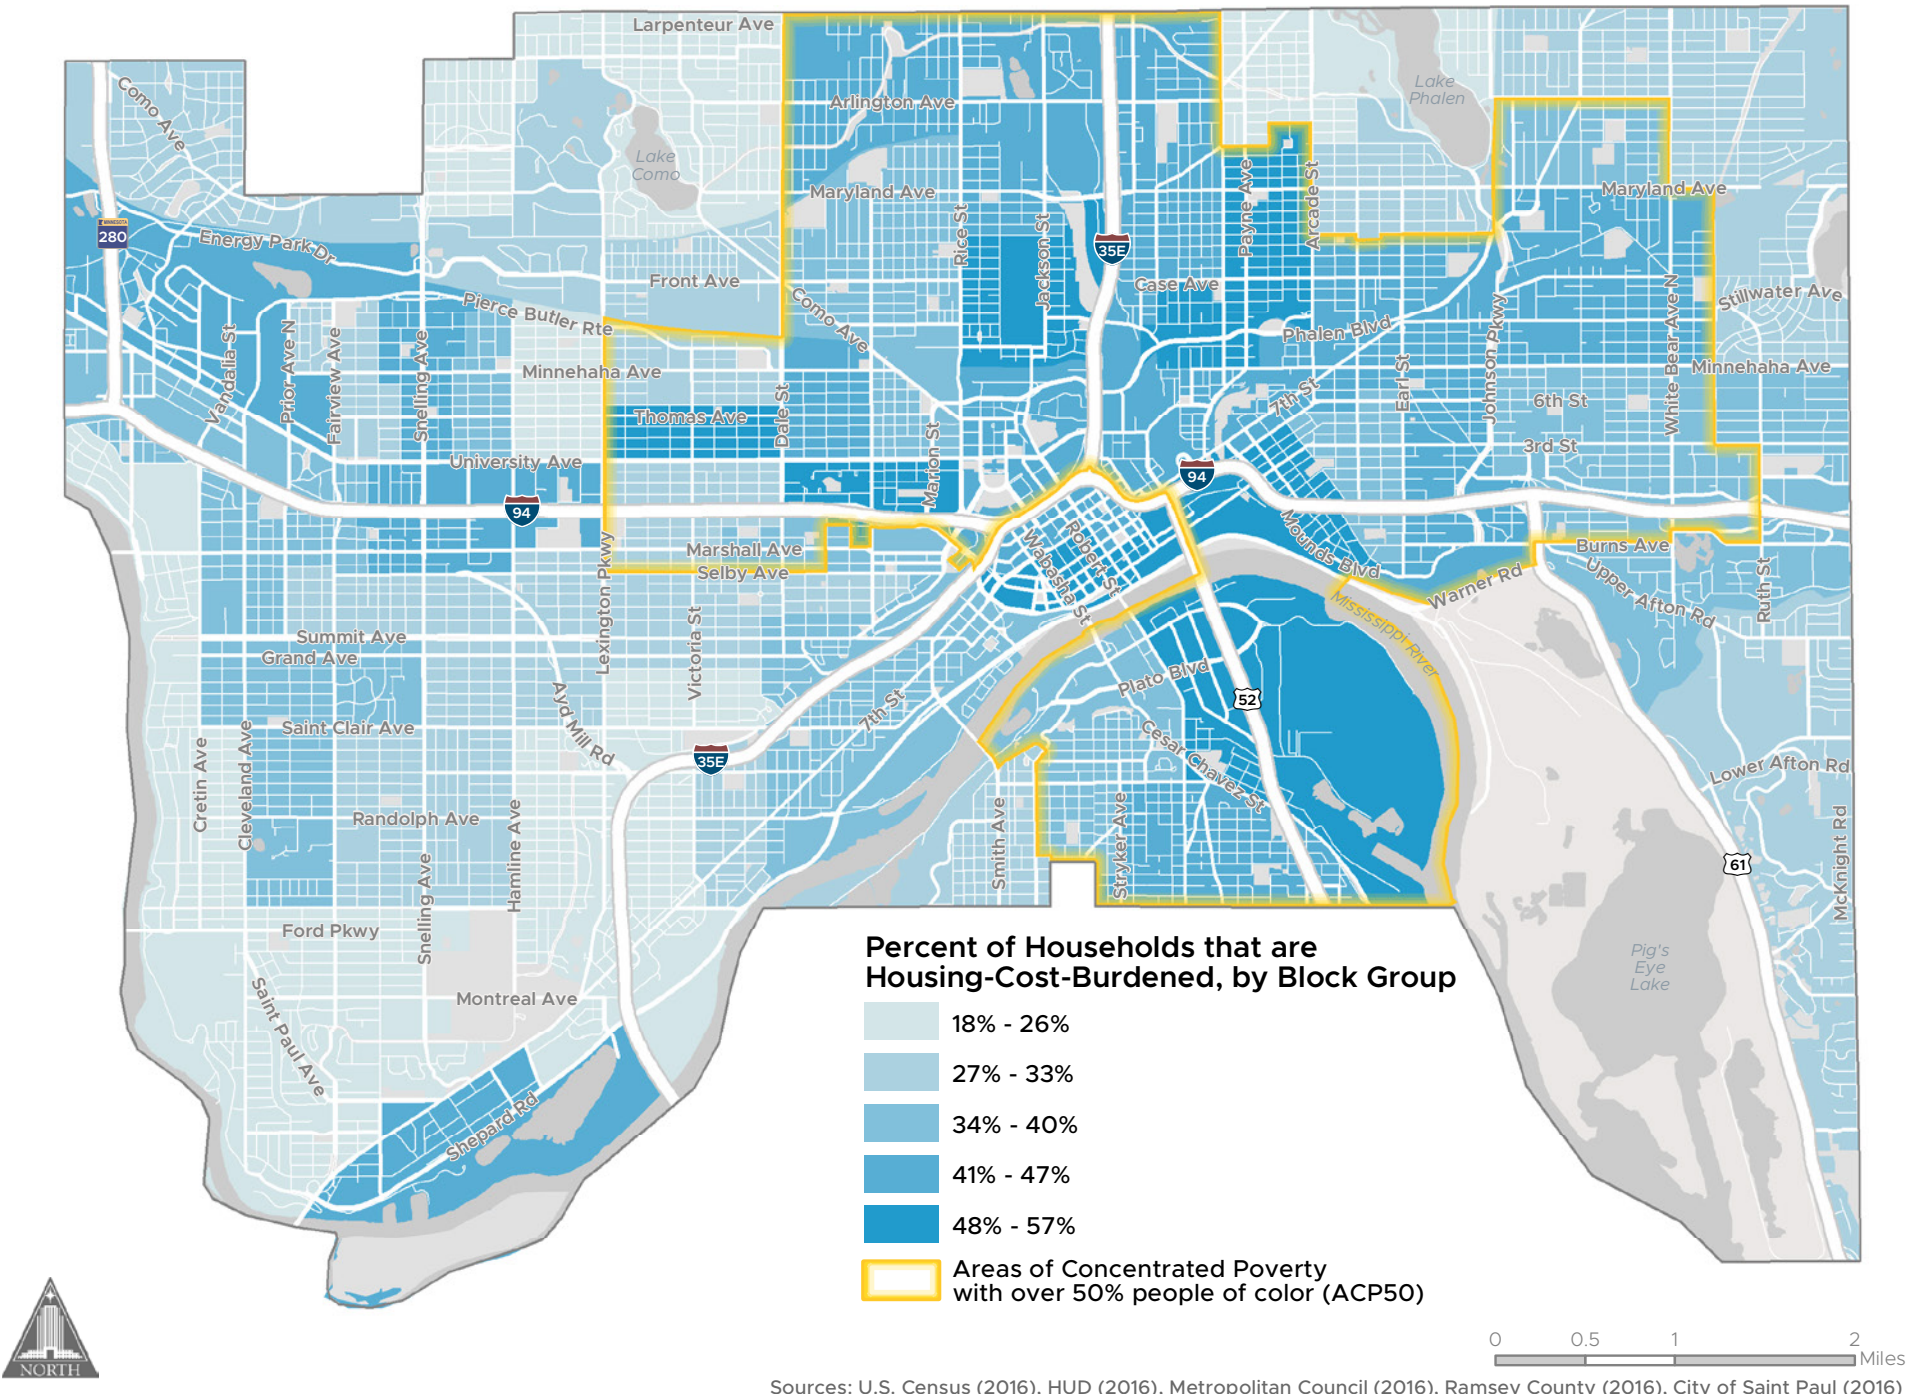 Larpenteur Ave
Como Ave
Arlington Ave
Lake
Phalen
Lake
Como
Maryland Ave
Maryland Ave
MINNESOTA
280
Energy Park Dr
Rice St
Jackson St
35E
Payne Ave
Arcade St
Front Ave
Case Ave
Stillwater Ave
Pierce Butler Rte
Como Ave
Phalen Blvd
Johnson Pkwy
White Bear Ave N
Vandalia St
Prior Ave N
Fairview Ave
Snelling Ave
Minnehaha Ave
Minnehaha Ave
Dale St
Earl St
7th St
6th St
Thomas Ave
Marion St
3rd St
University Ave
94
94
Marshall Ave
Selby Ave
Wabasha St
Robert St
Mounds Blvd
Burns Ave
Upper Afton Rd
Ruth St
Warner Rd
Mississippi River
Lexington Pkwy
Victoria St
Summit Ave
Grand Ave
Plato Blvd
52
Saint Clair Ave
Ayd Mill Rd
7th St
Cesar Chavez St
35E
Lower Afton Rd
Cretin Ave
Cleveland Ave
Randolph Ave
Hamline Ave
Smith Ave
Stryker Ave
McKnight Rd
61
Snelling Ave
Ford Pkwy
Pig's
Eye
Lake
Saint Paul Ave
Montreal Ave
Shepard Rd
Percent of Households that are
Housing-Cost-Burdened, by Block Group
18% - 26%
27% - 33%
34% - 40%
41% - 47%
48% - 57%
Areas of Concentrated Poverty
with over 50% people of color (ACP50)
NORTH
0 0.5 1 2
Miles
Sources: U.S. Census (2016), HUD (2016), Metropolitan Council (2016), Ramsey County (2016), City of Saint Paul (2016)